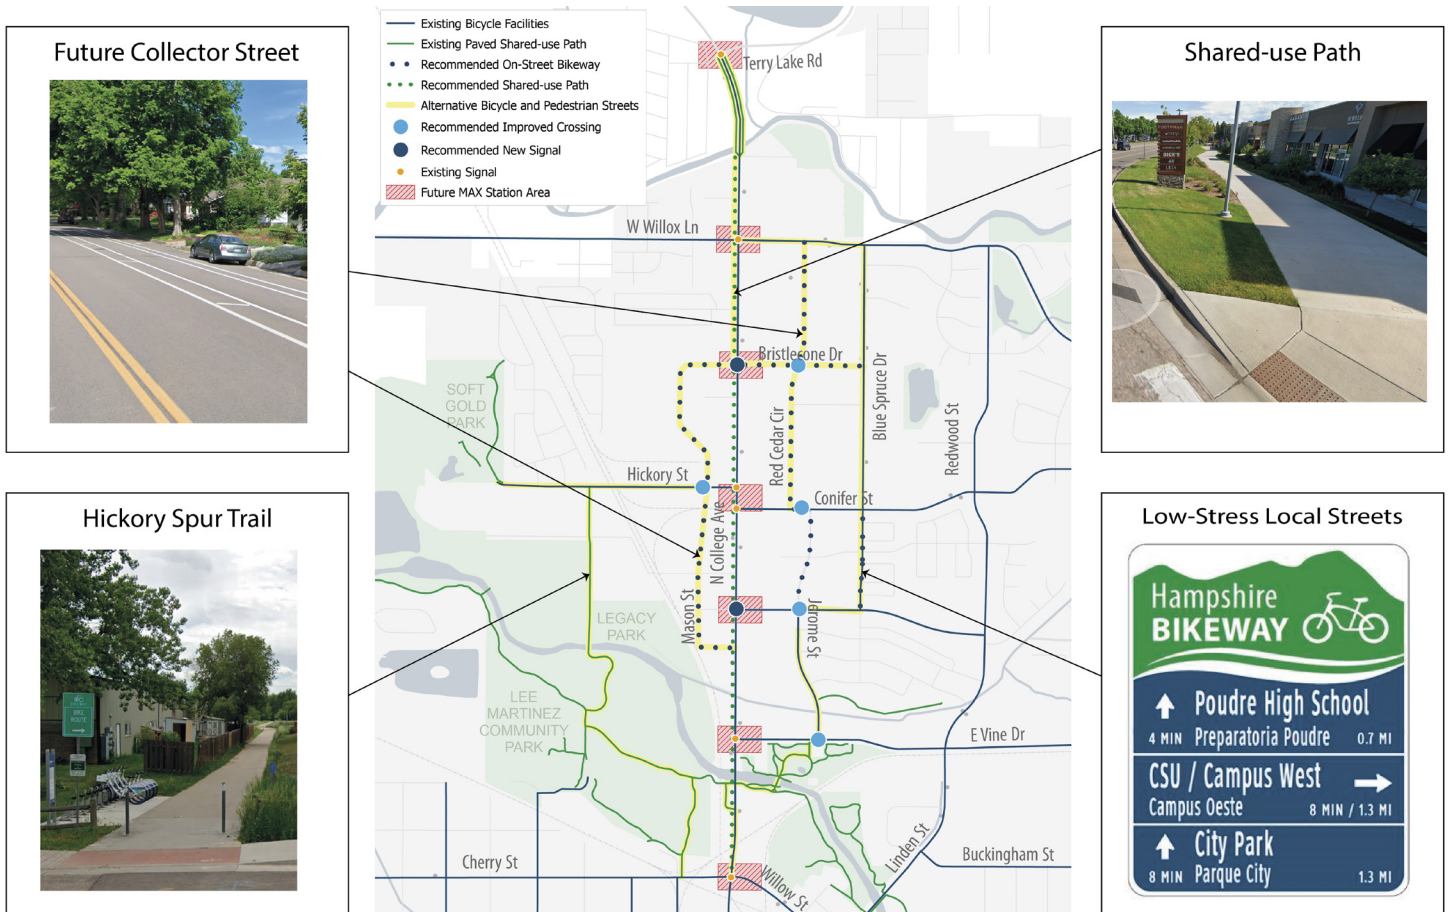 Future Collector Street
Existing Bicycle Facilities
Existing Paved Shared-use Path
Recommended On-Street Bikeway
Recommended Shared-use Path
Alternative Bicycle and Pedestrian Streets
Recommended Improved Crossing
Recommended New Signal
Existing Signal
Future MAX Station Area
Shared-use Path
Terry Lake Rd
W Willox Ln
Bristlecone Dr
SOFT
GOLD
PARK
Blue Spruce Dr
Red Cedar Cir
Redwood St
Hickory St
Conifer St
N College Ave
Mason St
Jerome St
LEGACY
PARK
LEE
MARTINEZ
COMMUNITY
PARK
E Vine Dr
Linden St
Buckingham St
Cherry St
Willow St
Hickory Spur Trail
BIKE
ROUTE
Low-Stress Local Streets
Hampshire
BIKEWAY
Poudre High School
4 MIN Preparatoria Poudre 0.7 MI
CSU / Campus West
Campus Oeste 8 MIN / 1.3 MI
City Park
8 MIN Parque City 1.3 MI